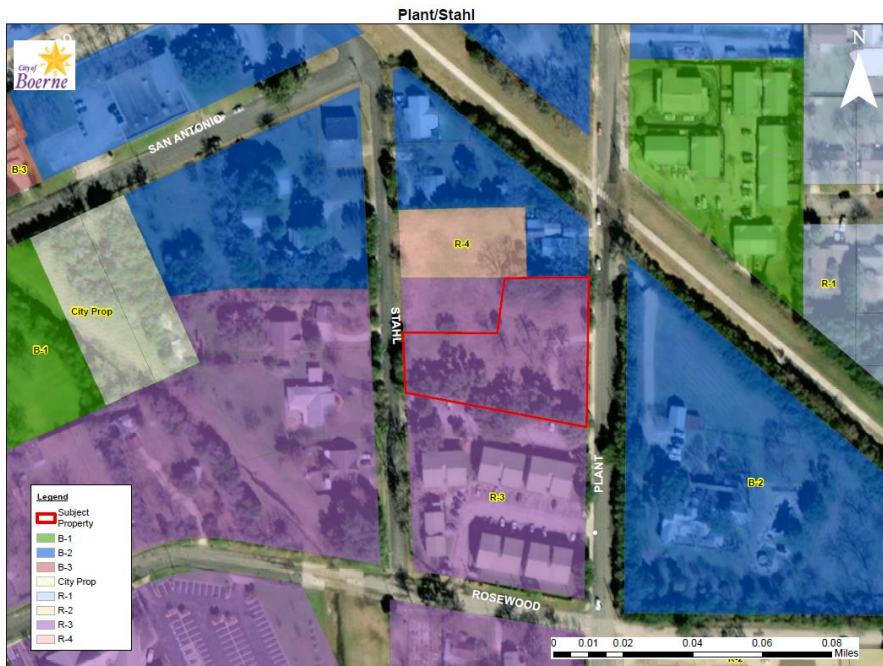 Plant/Stahl
City of
Boerne
N
SAN ANTONIO
B-3
R-4
R-1
City Prop
STAHL
B-1
PLANT
B-2
R-3
ROSEWOOD
Legend
Subject
Property
B-1
B-2
B-3
City Prop
R-1
R-2
R-3
R-4
0 0.01 0.02 0.04 0.06 0.08
Miles
R-2